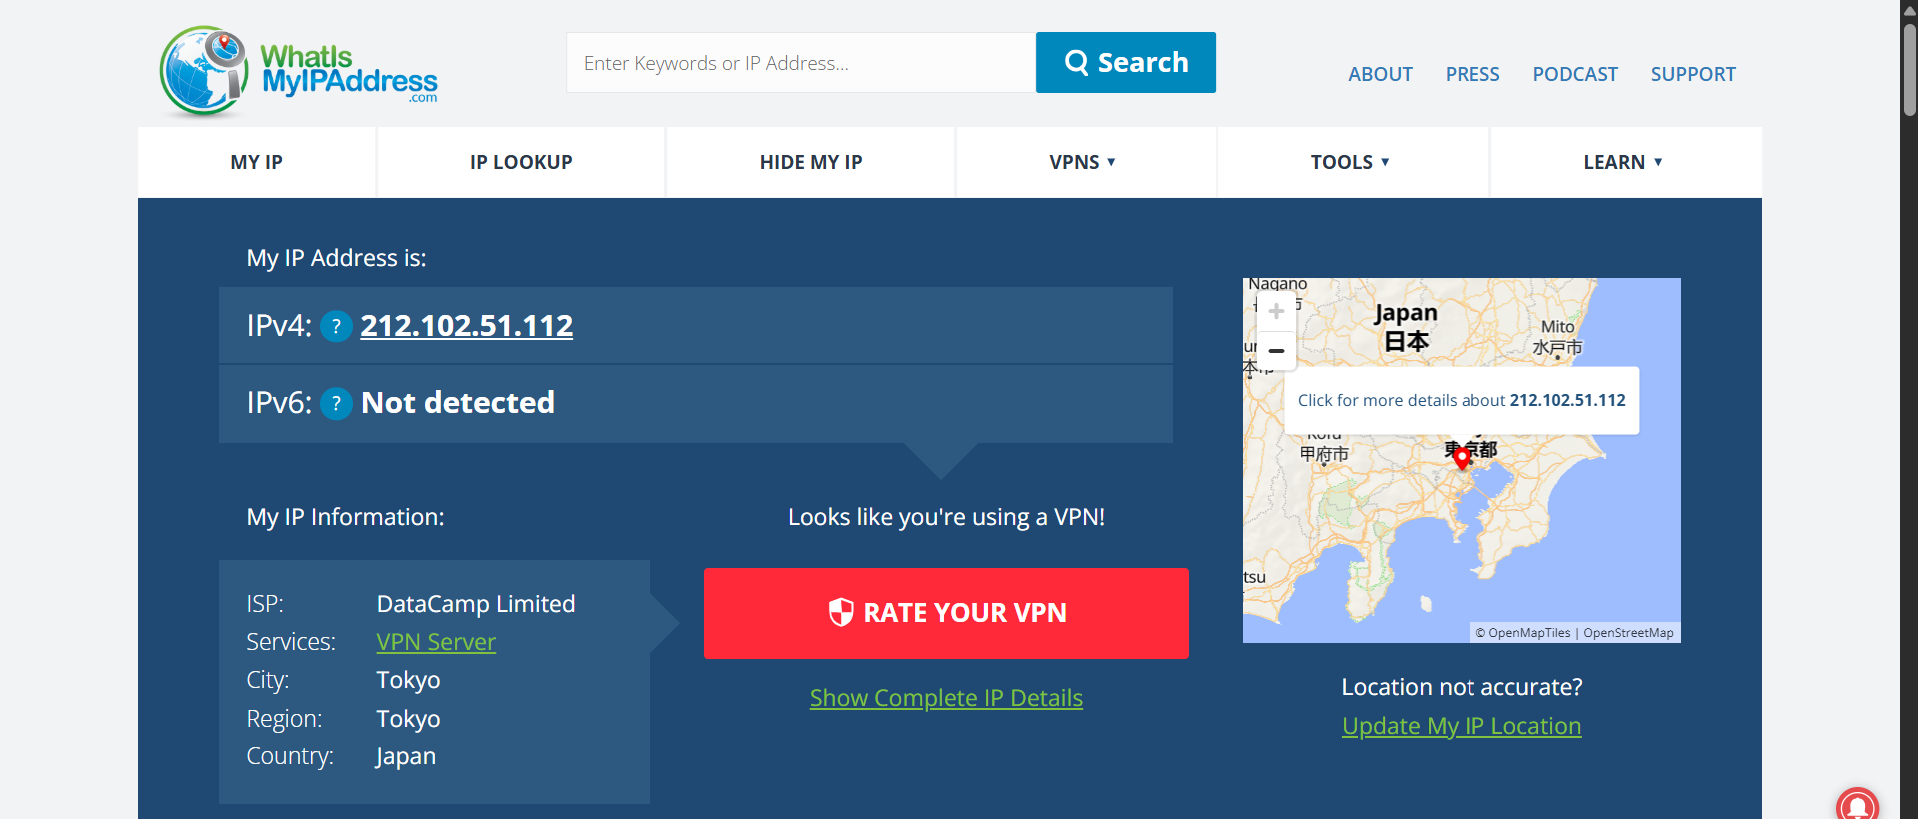 WhatIs
MyIPAddress
.com
Enter Keywords or IP Address...
Search
ABOUT
PRESS
PODCAST
SUPPORT
MY IP
IP LOOKUP
HIDE MY IP
VPNS ▼
TOOLS ▼
LEARN ▼
My IP Address is:
IPv4: ? 212.102.51.112
IPv6: ? Not detected
My IP Information:
ISP: DataCamp Limited
Services: VPN Server
City: Tokyo
Region: Tokyo
Country: Japan
Looks like you're using a VPN!
RATE YOUR VPN
Show Complete IP Details
Nagano
+
−
Japan
日本
Mito
水戸市
Click for more details about 212.102.51.112
甲府市
東京都
tsu
© OpenMapTiles | OpenStreetMap
Location not accurate?
Update My IP Location